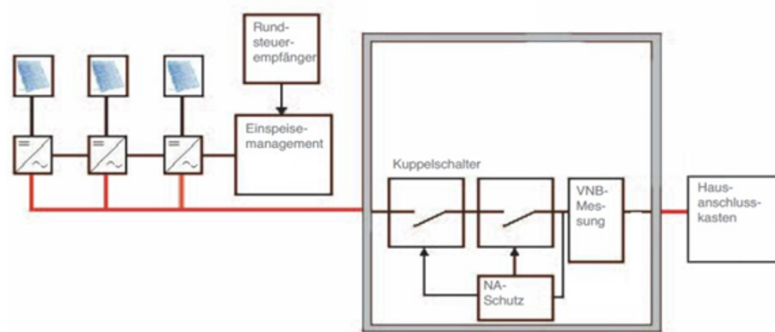 Rund-
steuer-
empfänger
Einspeise-
management
Kuppelschalter
VNB-
Mes-
sung
Haus-
anschluss-
kasten
NA-
Schutz